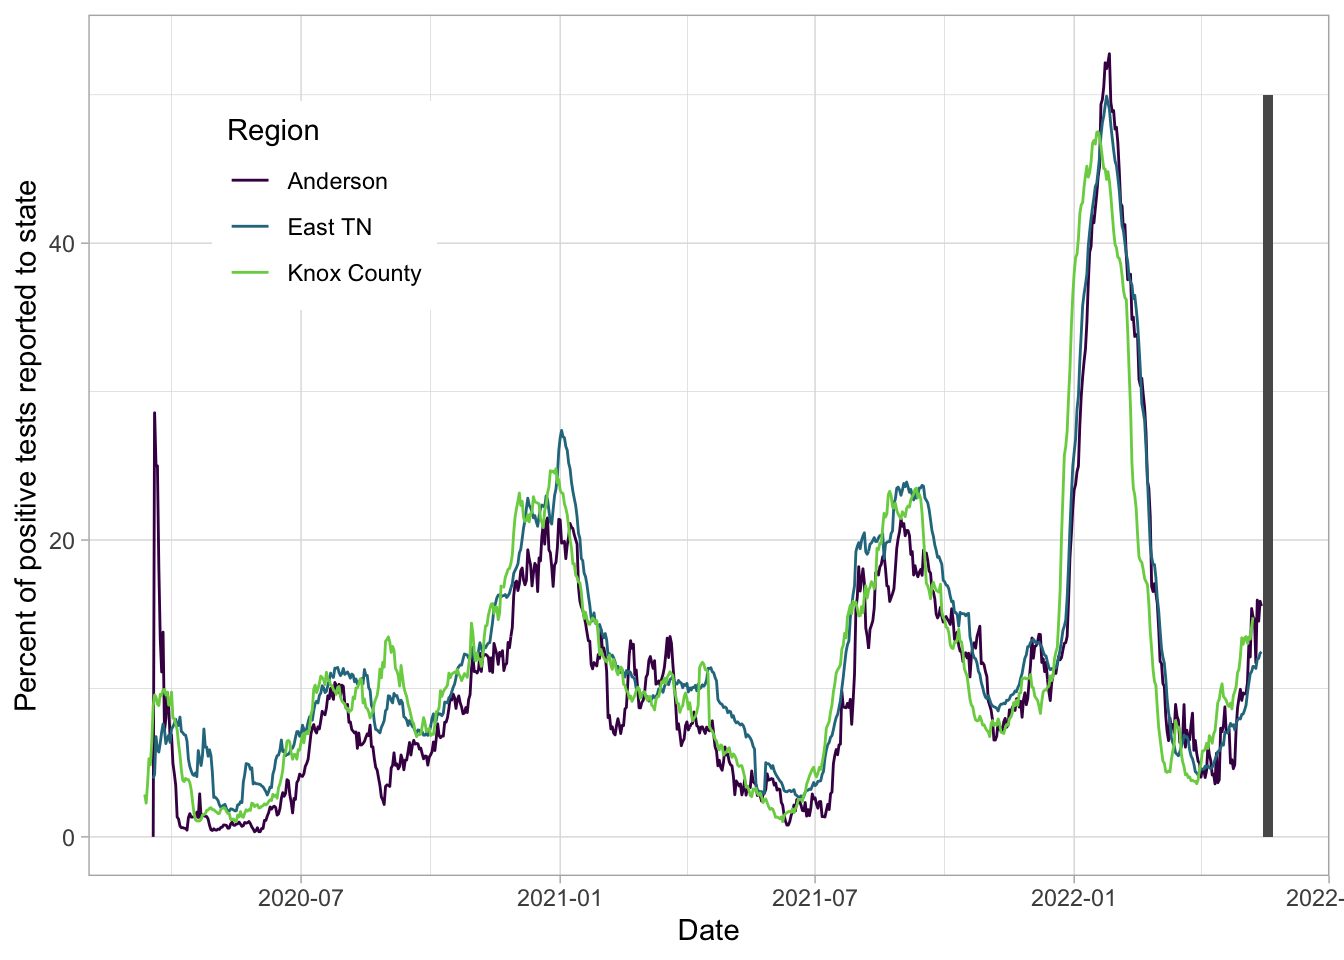 Percent of positive tests reported to state
Region
Anderson
East TN
Knox County
40
20
0
2020-07
2021-01
2021-07
2022-01
2022-
Date